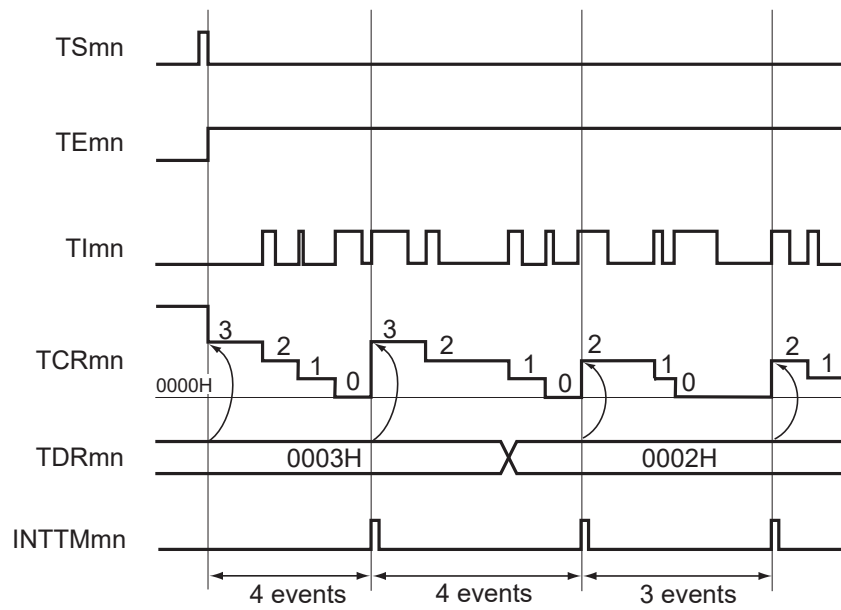 TSmn
TEmn
TImn
TCRmn
3 2 1 0 3 2 1 0 2 1 0 2 1
0000H
TDRmn
0003H 0002H
INTTMmn
4 events 4 events 3 events